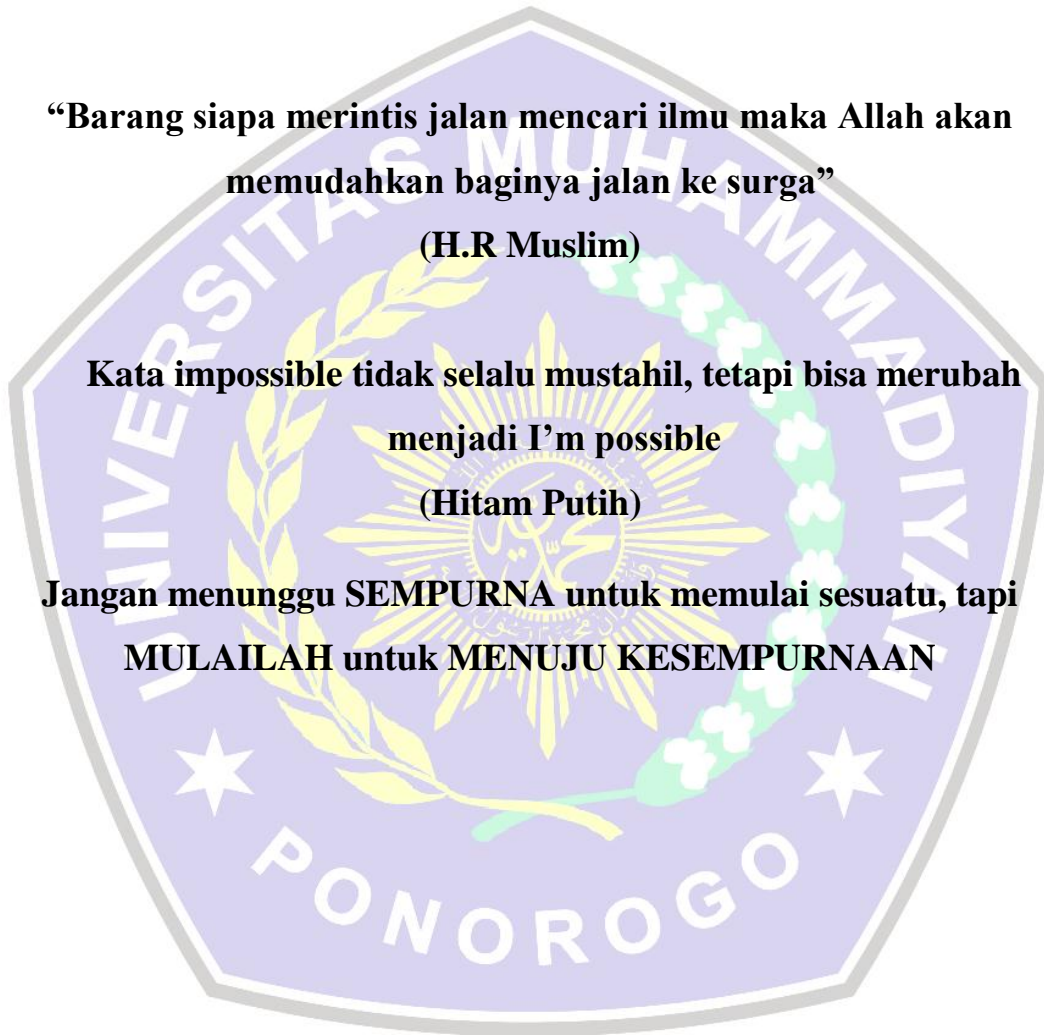 “Barang siapa merintis jalan mencari ilmu maka Allah akan
memudahkan baginya jalan ke surga”
(H.R Muslim)
Kata impossible tidak selalu mustahil, tetapi bisa merubah
menjadi I’m possible
(Hitam Putih)
Jangan menunggu SEMPURNA untuk memulai sesuatu, tapi
MULAILAH untuk MENUJU KESEMPURNAAN
UNIVERSITAS MUHAMMADIYAH
PONOROGO